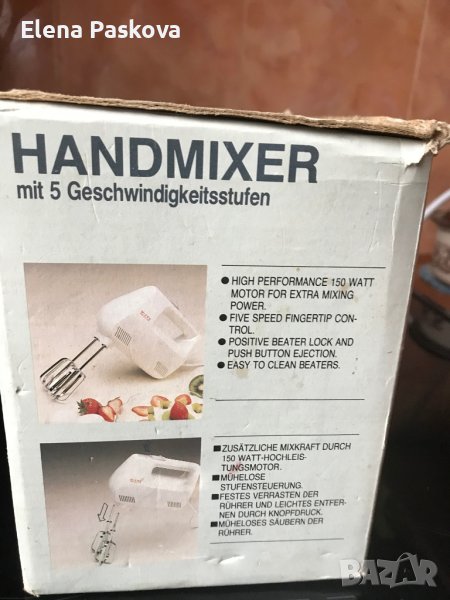 Elena Paskova
HANDMIXER
mit 5 Geschwindigkeitsstufen
● HIGH PERFORMANCE 150 WATT
MOTOR FOR EXTRA MIXING
POWER.
● FIVE SPEED FINGERTIP CON-
TROL.
● POSITIVE BEATER LOCK AND
PUSH BUTTON EJECTION.
● EASY TO CLEAN BEATERS.
■ZUSÄTZLICHE MIXKRAFT DURCH
150 WATT-HOCHLEIS-
TUNGSMOTOR.
■MÜHELOSE
STUFENSTEUERUNG.
■FESTES VERRASTEN DER
RÜHRER UND LEICHTES ENTFER-
NEN DURCH KNOPFDRUCK.
■MÜHELOSES SÄUBERN DER
RÜHRER.
BAZAR